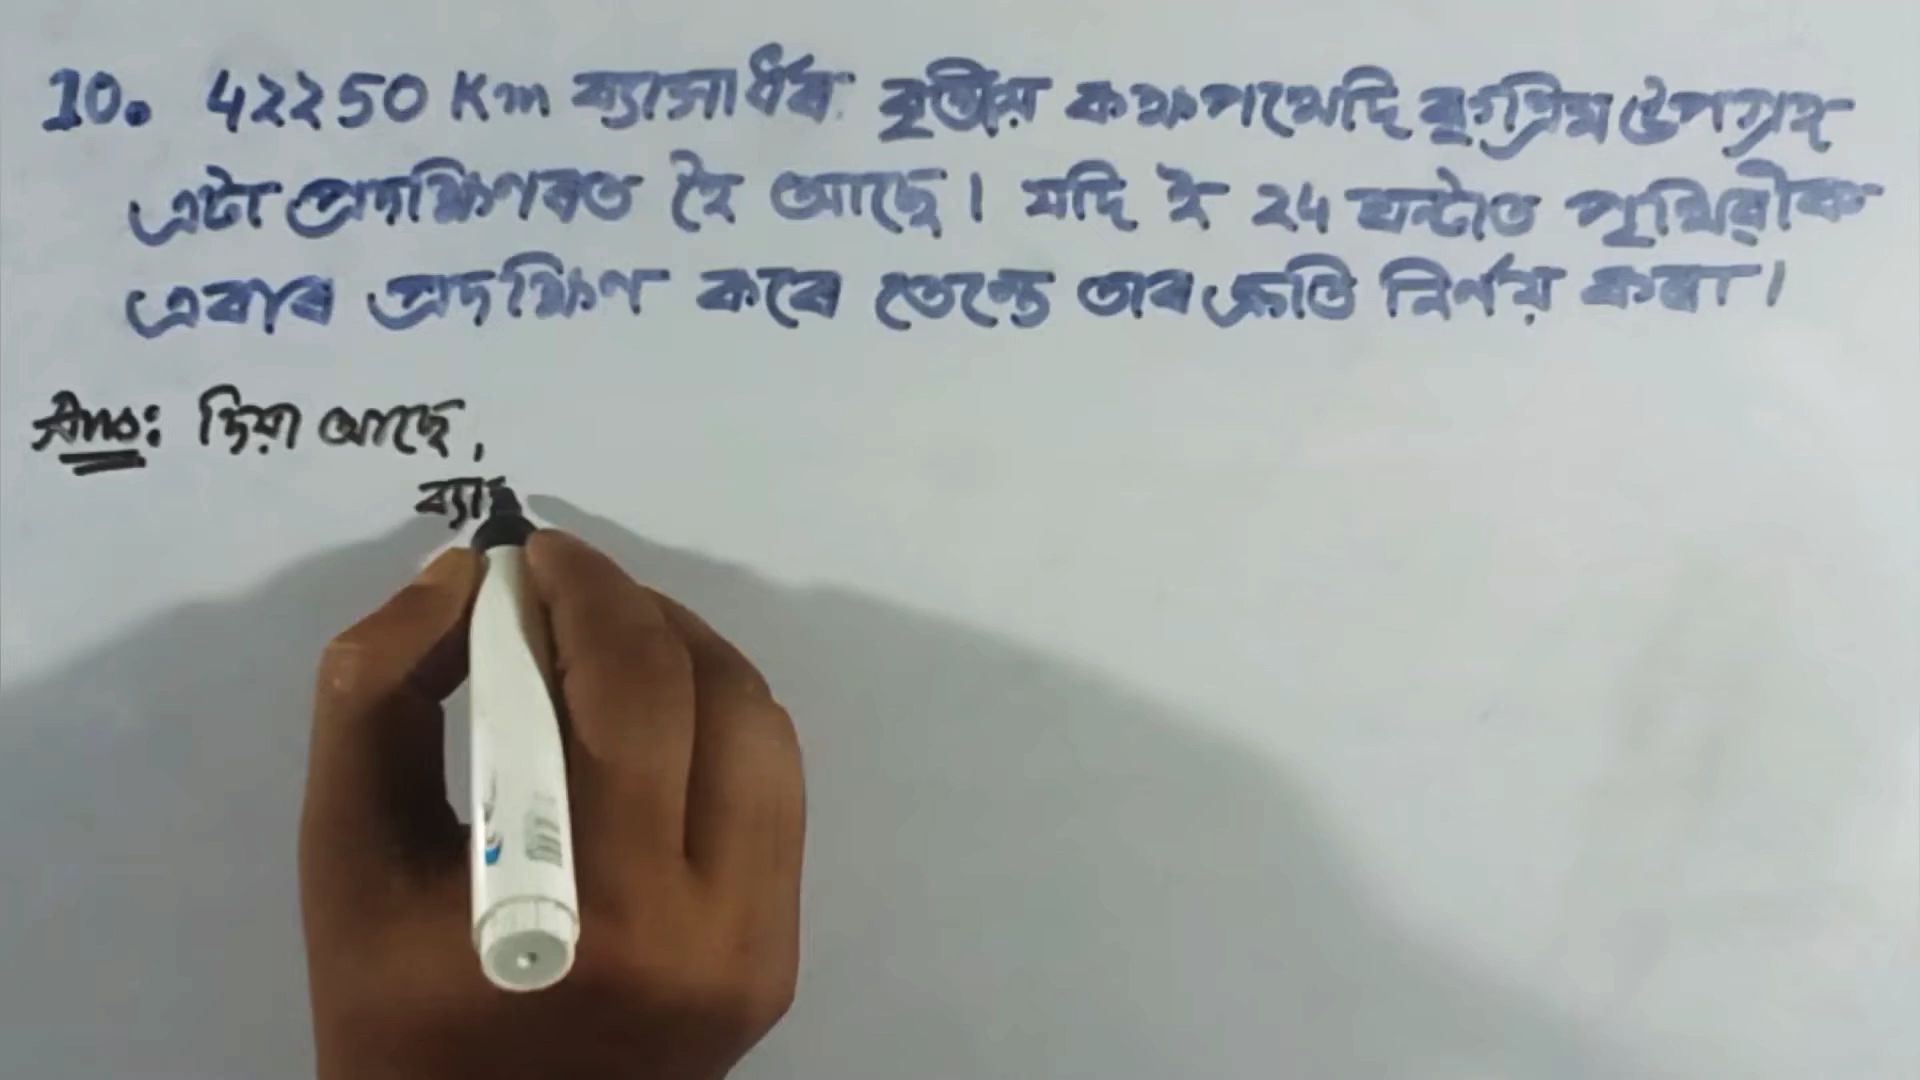 10. 42250 Km ব্যাসাৰ্ধৰ বৃত্তীয় কক্ষপথেদি কৃত্ৰিম উপগ্ৰহ
এটা প্ৰদক্ষিণৰত হৈ আছে। যদি ই 24 ঘন্টাত পৃথিৱীক
এবাৰ প্ৰদক্ষিণ কৰে তেন্তে তাৰ দ্ৰুতি নিৰ্ণয় কৰা।
Ans: দিয়া আছে,
ব্যা